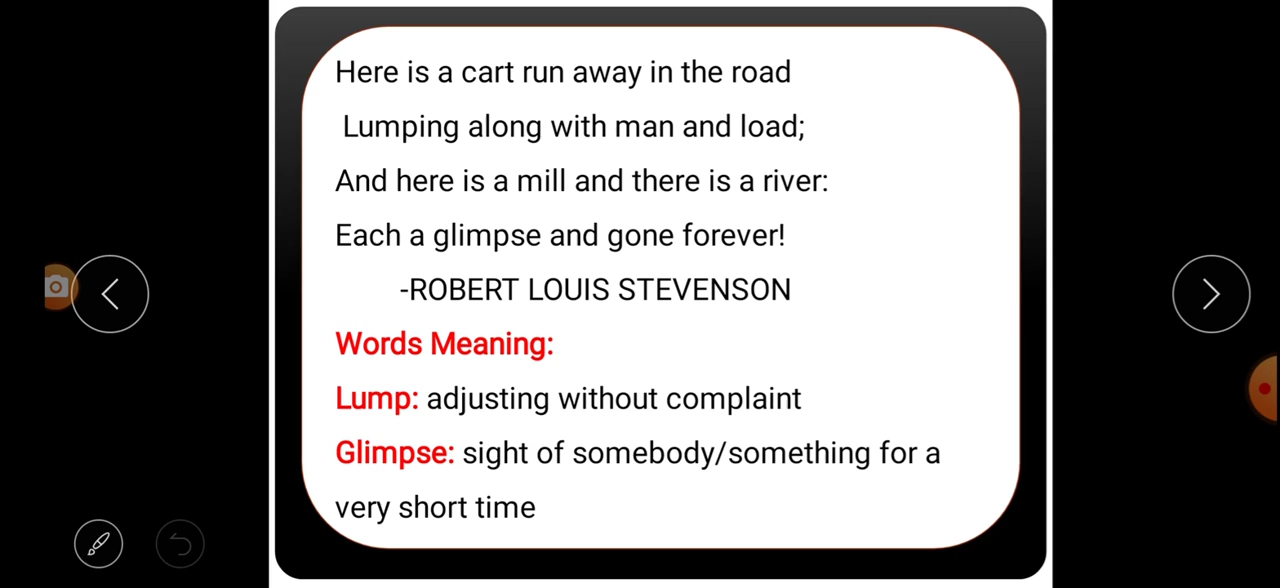 Here is a cart run away in the road
Lumping along with man and load;
And here is a mill and there is a river:
Each a glimpse and gone forever!
-ROBERT LOUIS STEVENSON
Words Meaning:
Lump: adjusting without complaint
Glimpse: sight of somebody/something for a
very short time